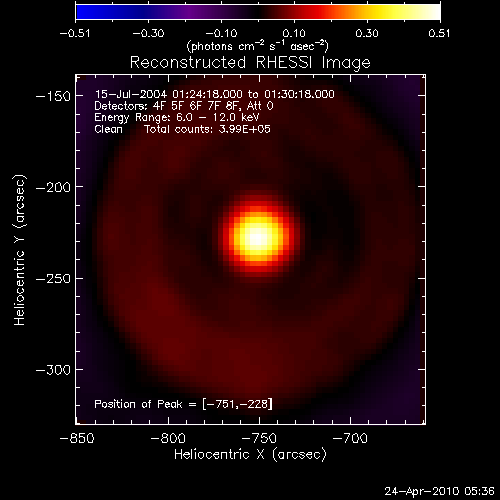 -0.51 -0.30 -0.10 0.10 0.30 0.51
(photons cm⁻² s⁻¹ asec⁻²)
Reconstructed RHESSI Image
15-Jul-2004 01:24:18.000 to 01:30:18.000
Detectors: 4F 5F 6F 7F 8F, Att 0
Energy Range: 6.0 - 12.0 keV
Clean Total counts: 3.99E+05
-150
-200
-250
-300
Heliocentric Y (arcsec)
Position of Peak = [-751,-228]
-850 -800 -750 -700
Heliocentric X (arcsec)
24-Apr-2010 05:36